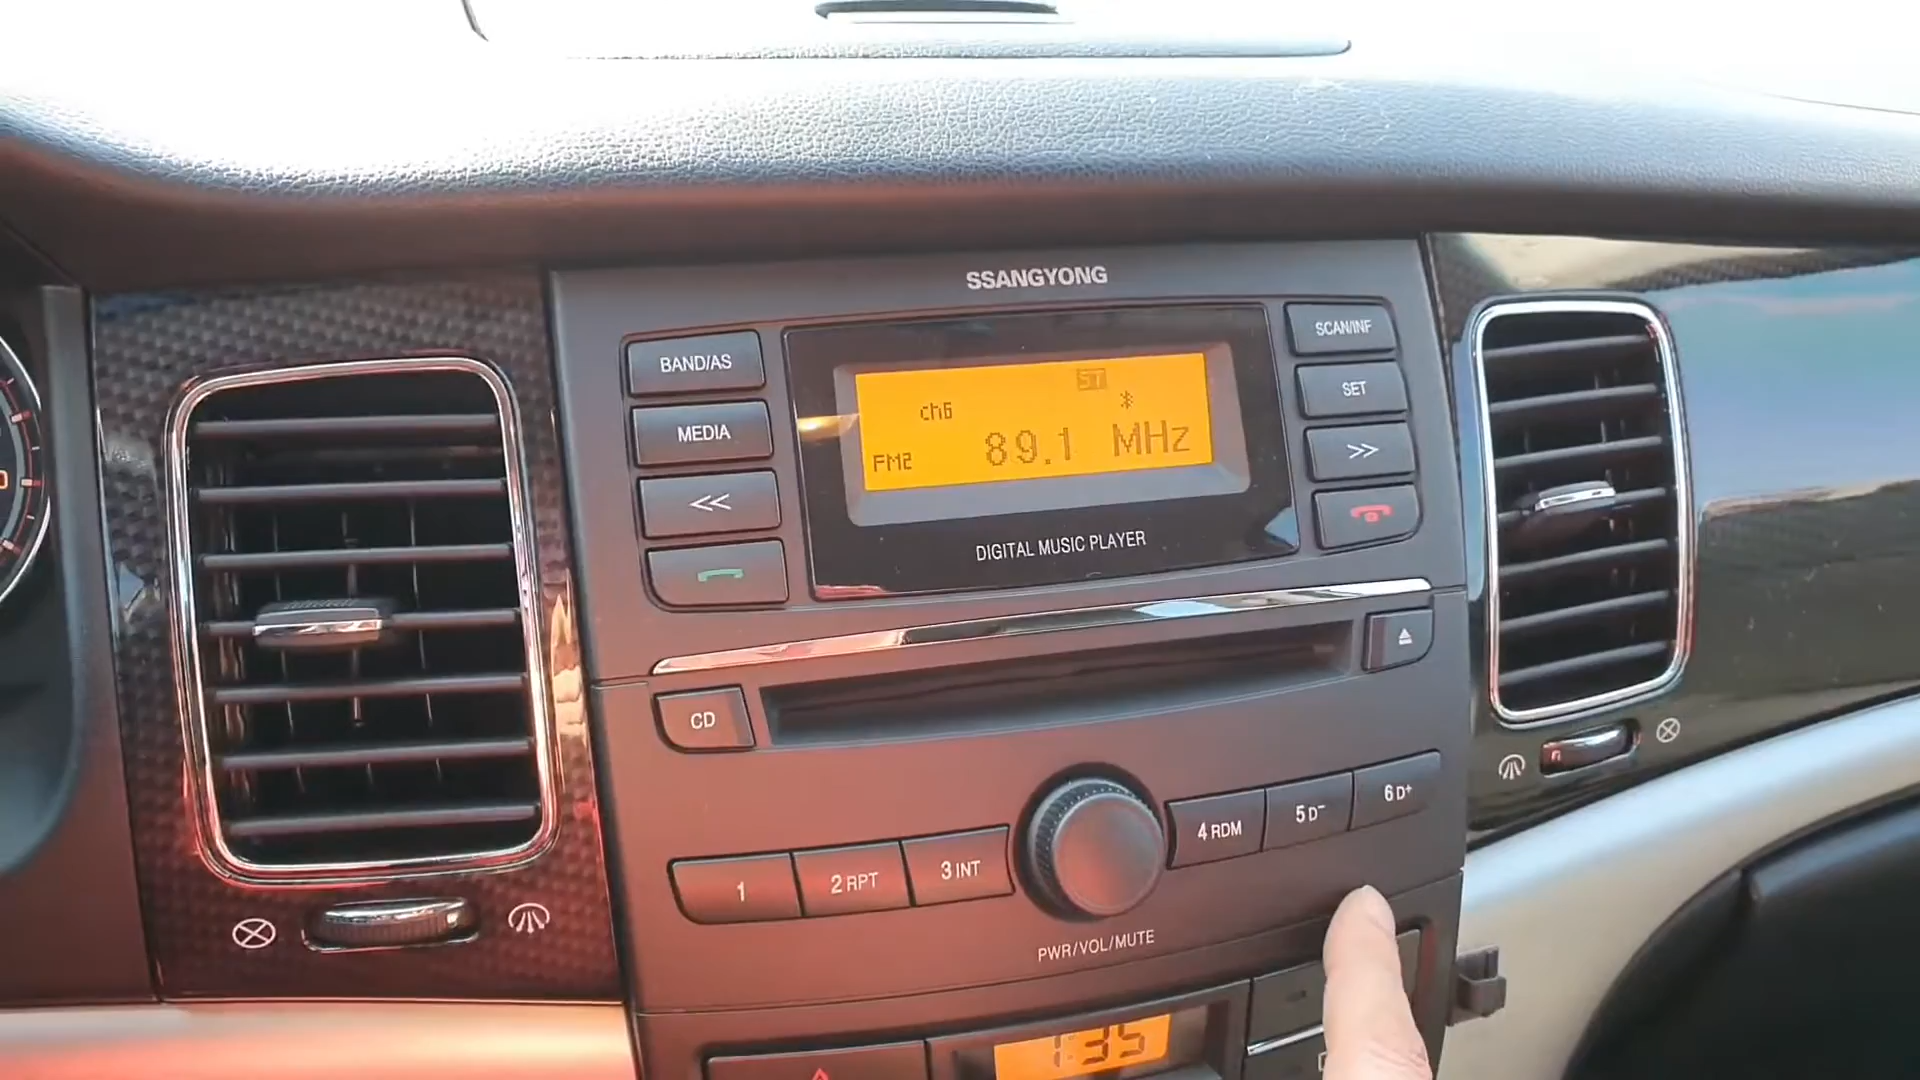 SSANGYONG
BAND/AS
MEDIA
ST
ch6
FM2 89.1 MHz
SCAN/INF
SET
DIGITAL MUSIC PLAYER
CD
1
2 RPT
3 INT
4 RDM
5 D-
6 D+
PWR/VOL/MUTE
1:35